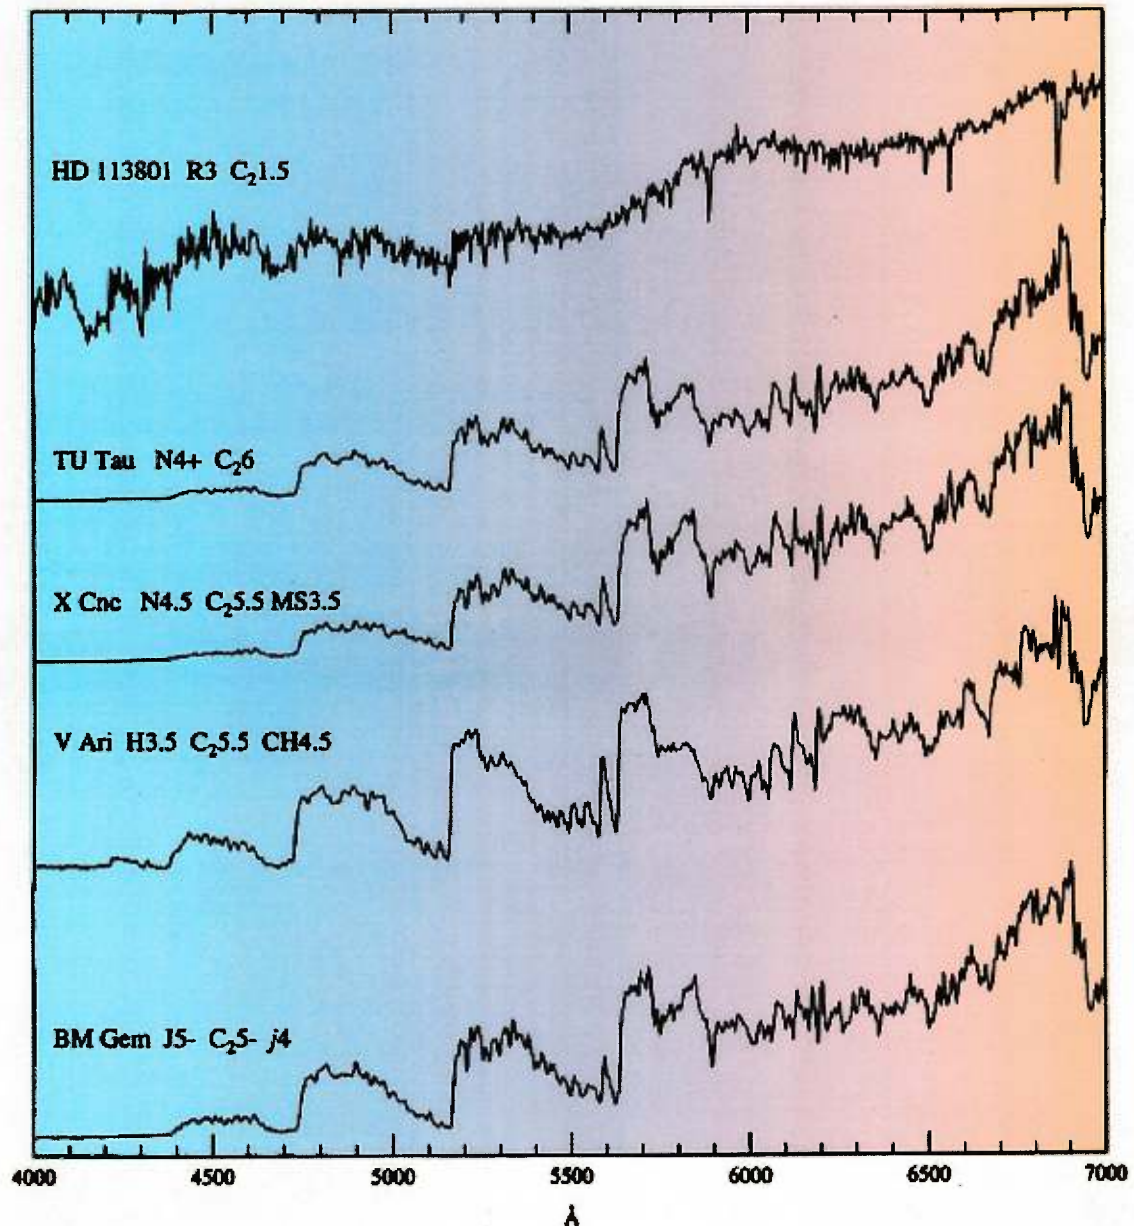 HD 113801 R3 C₂1.5
TU Tau N4+ C₂6
X Cnc N4.5 C₂5.5 MS3.5
V Ari H3.5 C₂5.5 CH4.5
BM Gem J5- C₂5- j4
4000 4500 5000 5500 6000 6500 7000
Å